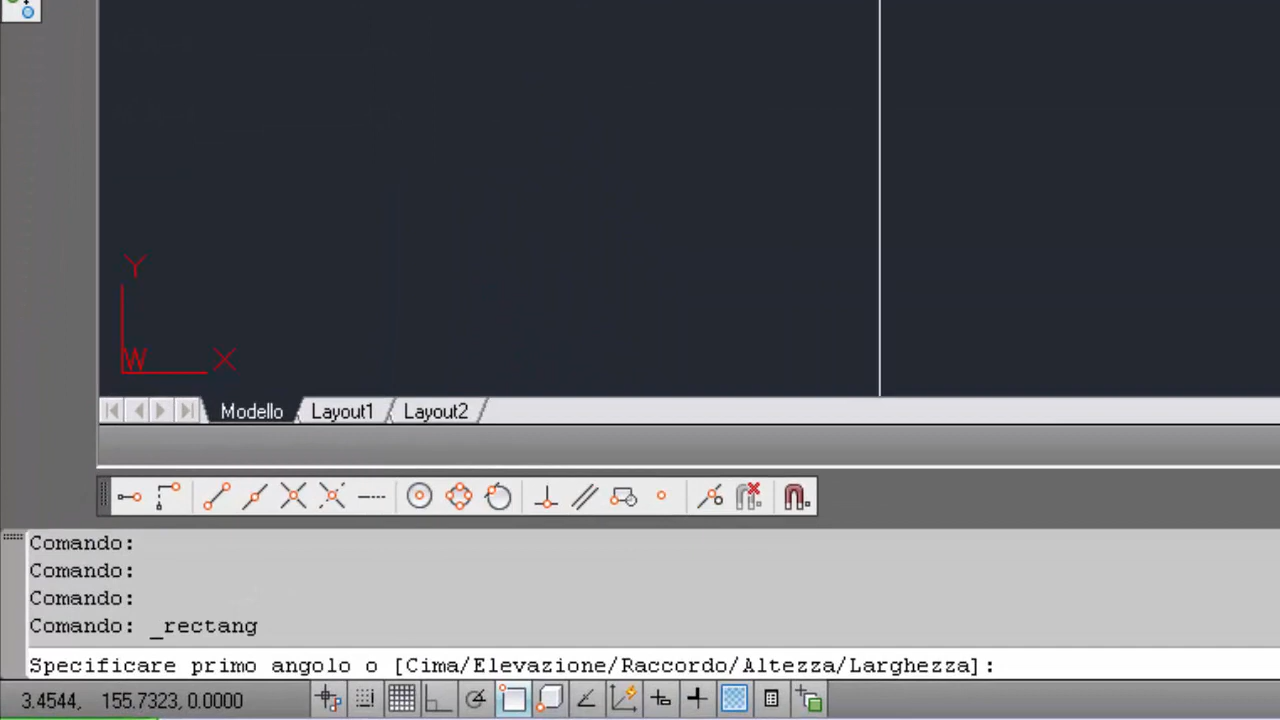 Y
W X
Modello Layout1 Layout2
Comando:
Comando:
Comando:
Comando: _rectang
Specificare primo angolo o [Cima/Elevazione/Raccordo/Altezza/Larghezza]:
3.4544, 155.7323, 0.0000